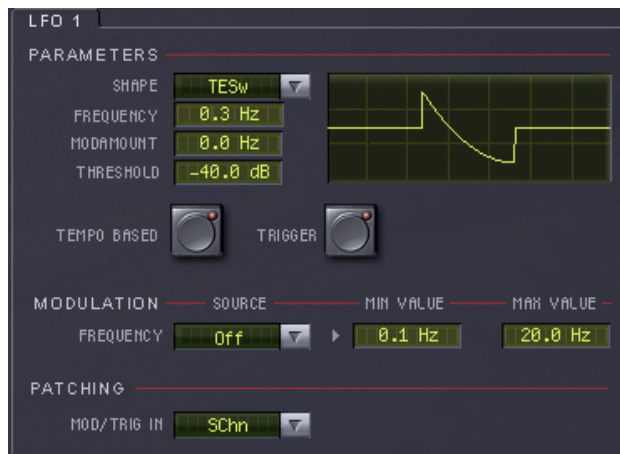 LFO 1
PARAMETERS
SHAPE TESw
FREQUENCY 0.3 Hz
MODAMOUNT 0.0 Hz
THRESHOLD -40.0 dB
TEMPO BASED TRIGGER
MODULATION SOURCE MIN VALUE MAX VALUE
FREQUENCY Off 0.1 Hz 20.0 Hz
PATCHING
MOD/TRIG IN SChn